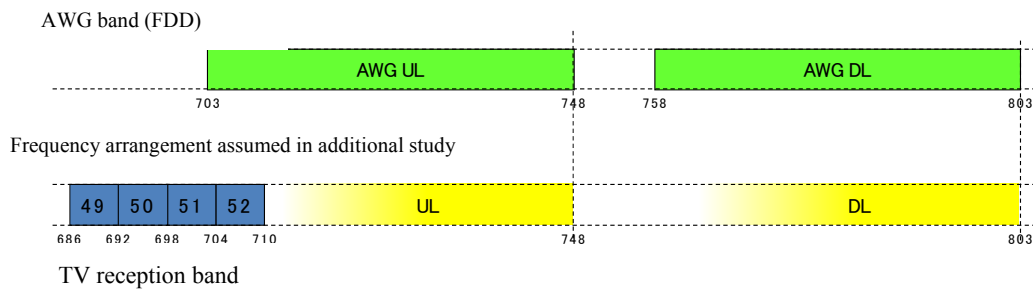 AWG band (FDD)
AWG UL AWG DL
703 748 758 803
Frequency arrangement assumed in additional study
49 50 51 52 UL DL
686 692 698 704 710 748 803
TV reception band